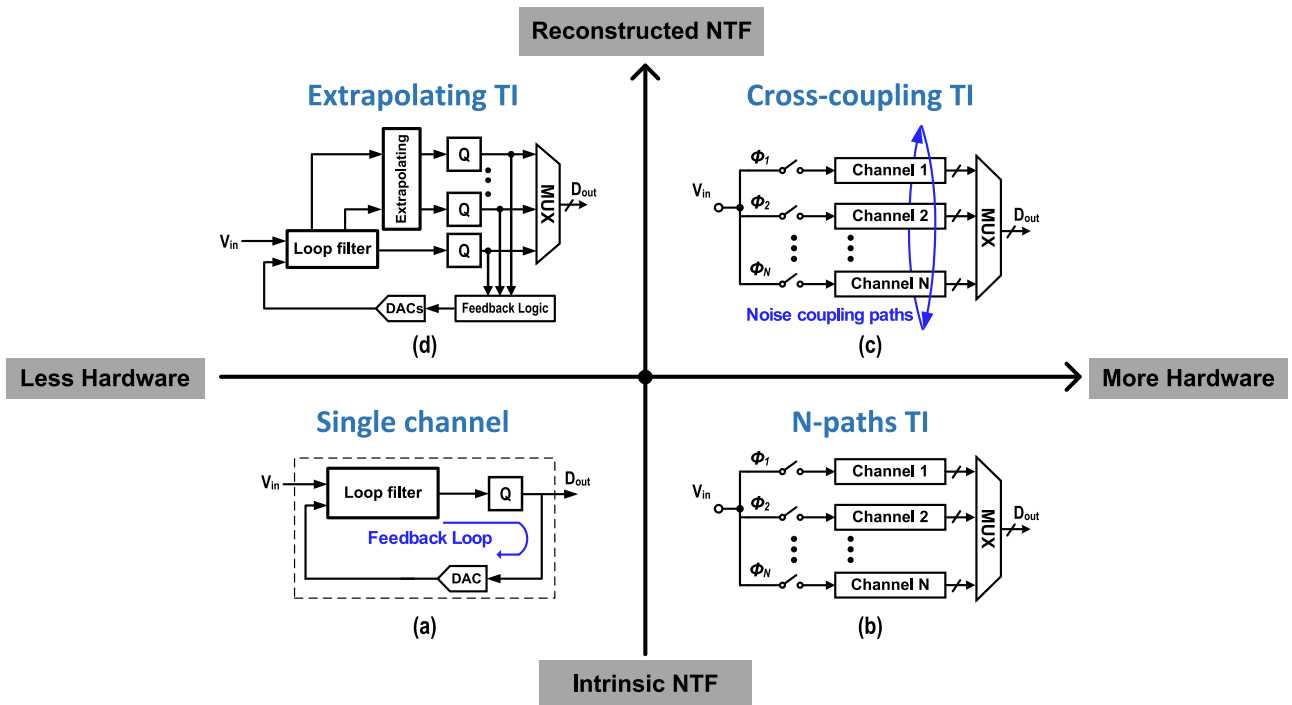 Reconstructed NTF
Extrapolating TI
Extrapolating
Q
Q
Q
MUX
Dout
Vin
Loop filter
DACs
Feedback Logic
(d)
Cross-coupling TI
Φ1
Channel 1
Vin
Φ2
Channel 2
MUX
Dout
ΦN
Channel N
Noise coupling paths
(c)
Less Hardware
More Hardware
Single channel
Vin
Loop filter
Q
Dout
Feedback Loop
DAC
(a)
N-paths TI
Φ1
Channel 1
Vin
Φ2
Channel 2
MUX
Dout
ΦN
Channel N
(b)
Intrinsic NTF